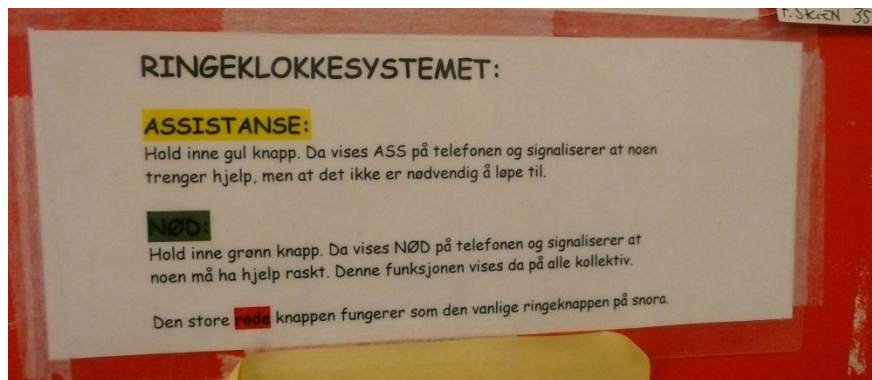 SKIEN 35
RINGEKLOKKESYSTEMET:
ASSISTANSE:
Hold inne gul knapp. Da vises ASS på telefonen og signaliserer at noen
trenger hjelp, men at det ikke er nødvendig å løpe til.
NØD:
Hold inne grønn knapp. Da vises NØD på telefonen og signaliserer at
noen må ha hjelp raskt. Denne funksjonen vises da på alle kollektiv.
Den store røde knappen fungerer som den vanlige ringeknappen på snora.